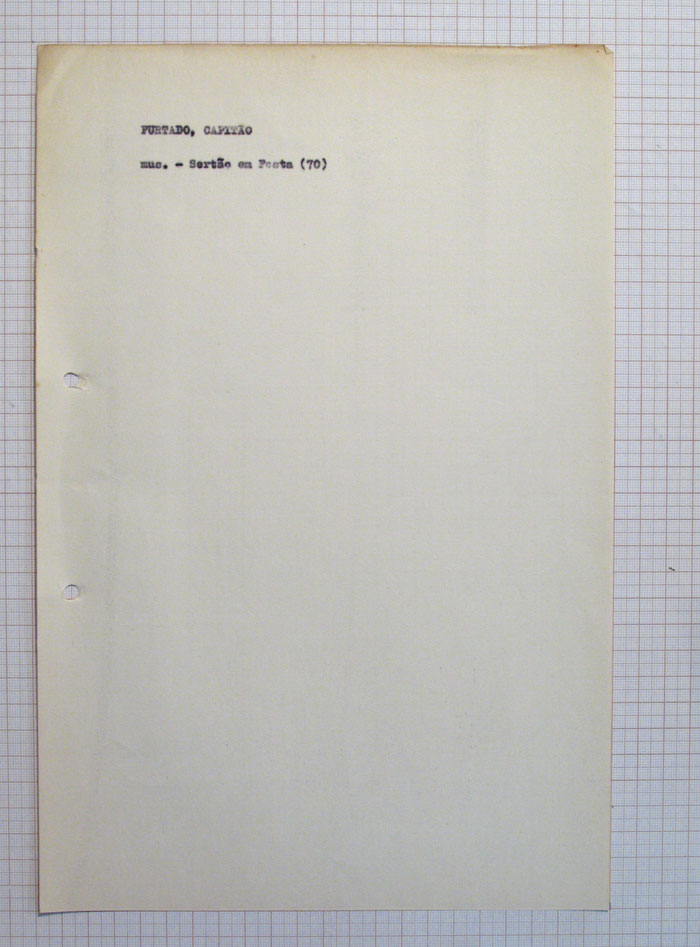 FURTADO, CAPITÃO
mus. - Sertão em Festa (70)